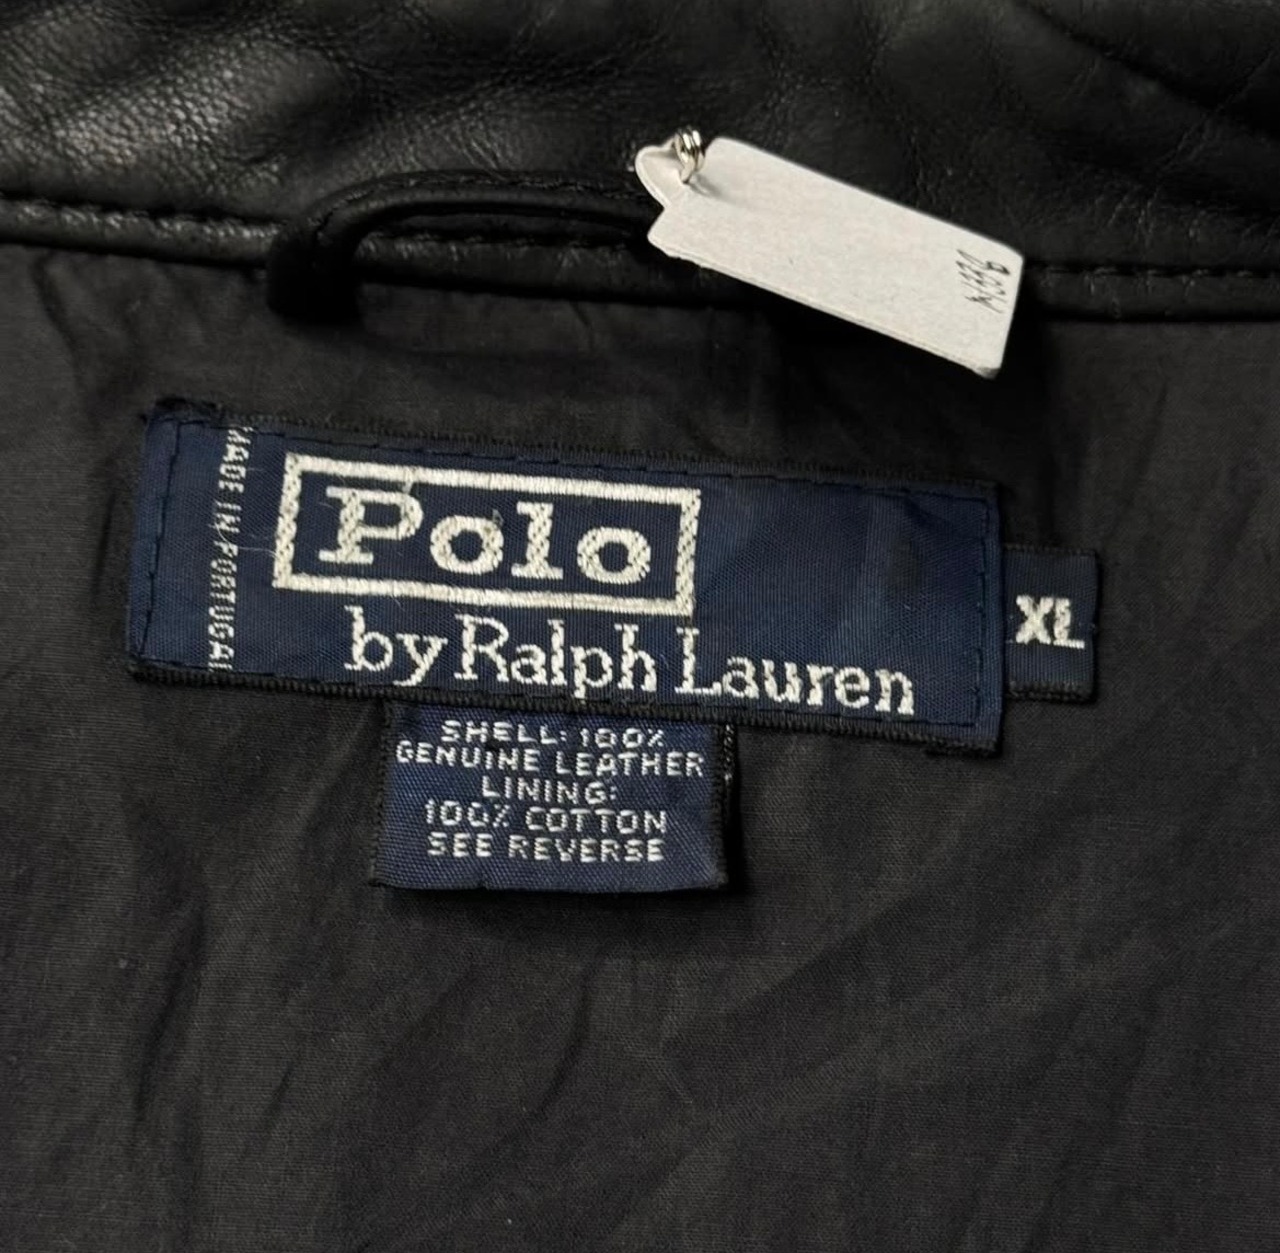 MADE IN PORTUGAL
Polo
by Ralph Lauren
XL
SHELL: 100%
GENUINE LEATHER
LINING:
100% COTTON
SEE REVERSE